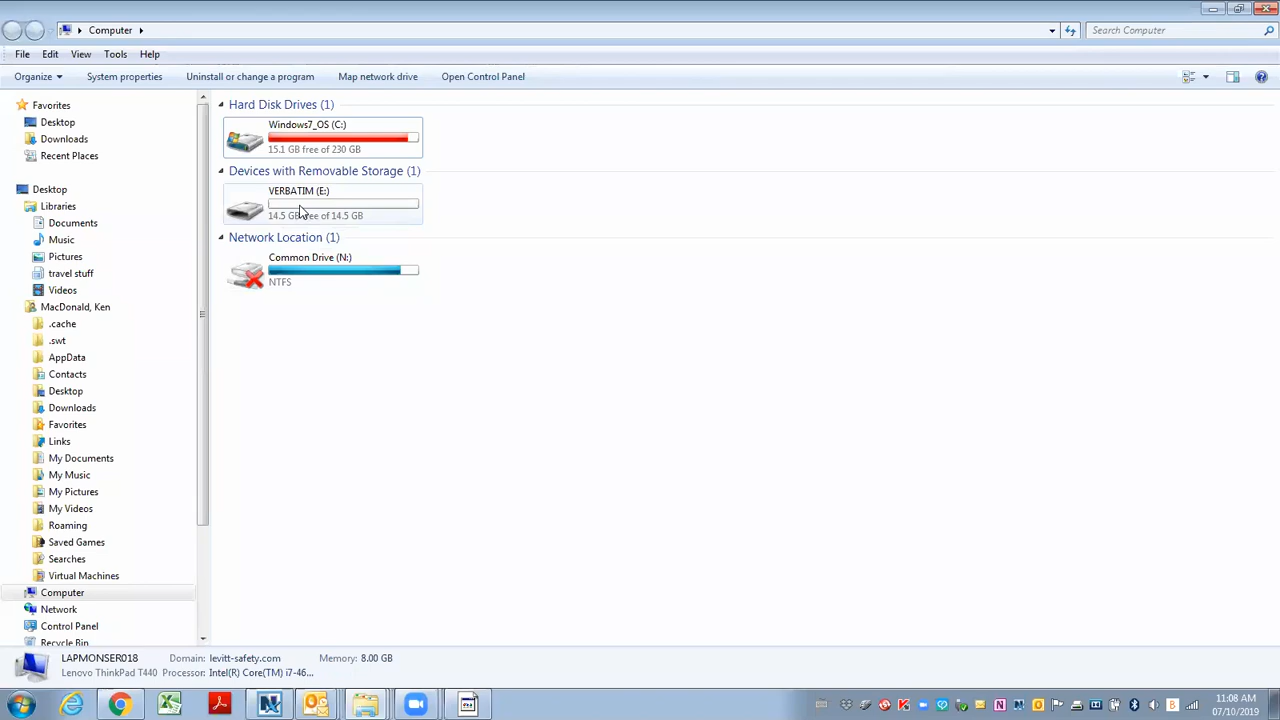 Computer
Search Computer
File Edit View Tools Help
Organize System properties Uninstall or change a program Map network drive Open Control Panel
Favorites
Desktop
Downloads
Recent Places
Desktop
Libraries
Documents
Music
Pictures
travel stuff
Videos
MacDonald, Ken
.cache
.swt
AppData
Contacts
Desktop
Downloads
Favorites
Links
My Documents
My Music
My Pictures
My Videos
Roaming
Saved Games
Searches
Virtual Machines
Computer
Network
Control Panel
Recycle Bin
Hard Disk Drives (1)
Windows7_OS (C:)
15.1 GB free of 230 GB
Devices with Removable Storage (1)
VERBATIM (E:)
14.5 GB free of 14.5 GB
Network Location (1)
Common Drive (N:)
NTFS
LAPMONSER018 Domain: levitt-safety.com Memory: 8.00 GB
Lenovo ThinkPad T440 Processor: Intel(R) Core(TM) i7-46...
11:08 AM
07/10/2019